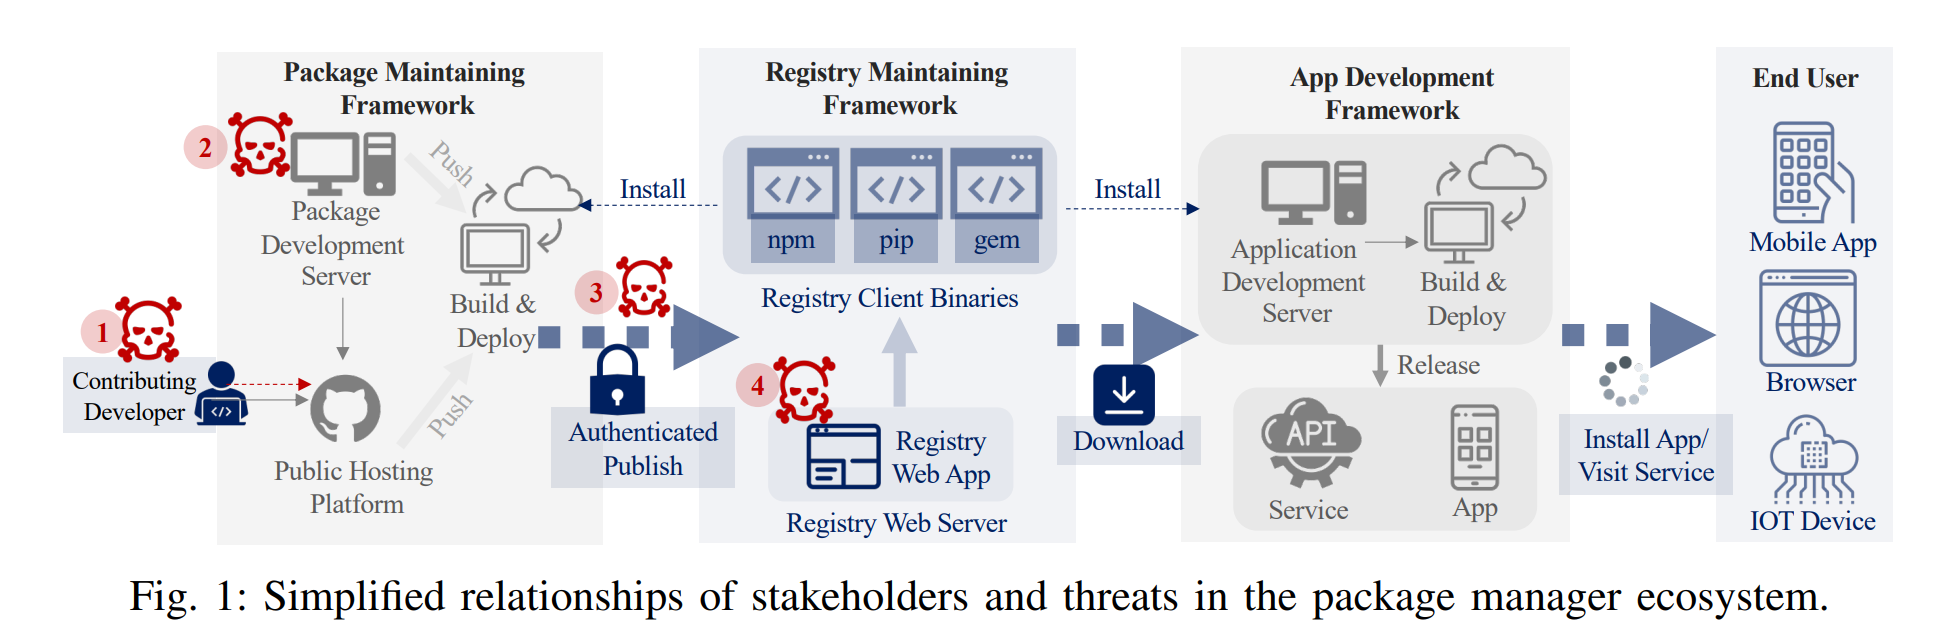 Package Maintaining
Framework
2
Push
Package
Development
Server
Build &
Deploy
1
Contributing
Developer
</>
Push
Public Hosting
Platform
Install
3
Authenticated
Publish
Registry Maintaining
Framework
</>
</>
</>
npm
pip
gem
Registry Client Binaries
4
Registry
Web App
Registry Web Server
Install
Download
App Development
Framework
Application
Development
Server
Build &
Deploy
Release
API
Service
App
Install App/
Visit Service
End User
Mobile App
Browser
IOT Device
Fig. 1: Simplified relationships of stakeholders and threats in the package manager ecosystem.